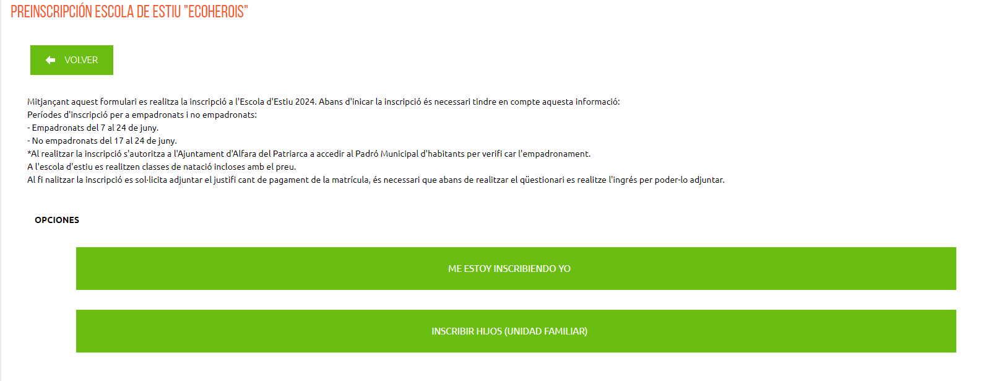 PREINSCRIPCIÓN ESCOLA DE ESTIU "ECOHEROIS"
VOLVER
Mitjançant aquest formulari es realitza la inscripció a l'Escola d'Estiu 2024. Abans d'inicar la inscripció és necessari tindre en compte aquesta informació:
Períodes d'inscripció per a empadronats i no empadronats:
- Empadronats del 7 al 24 de juny.
- No empadronats del 17 al 24 de juny.
*Al realitzar la inscripció s'autoritza a l'Ajuntament d'Alfara del Patriarca a accedir al Padró Municipal d'habitants per verifi car l'empadronament.
A l'escola d'estiu es realitzen classes de natació incloses amb el preu.
Al fi nalitzar la inscripció es sol·licita adjuntar el justifi cant de pagament de la matrícula, és necessari que abans de realitzar el qüestionari es realitze l'ingrés per poder-lo adjuntar.
OPCIONES
ME ESTOY INSCRIBIENDO YO
INSCRIBIR HIJOS (UNIDAD FAMILIAR)